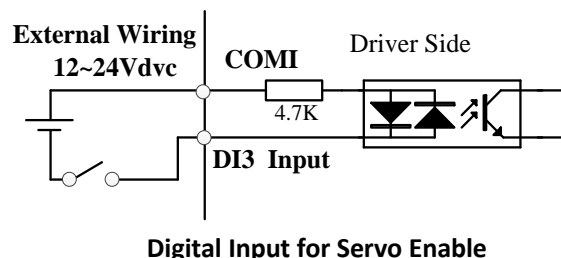 External Wiring
12~24Vdvc
COMI
Driver Side
4.7K
DI3 Input
Digital Input for Servo Enable